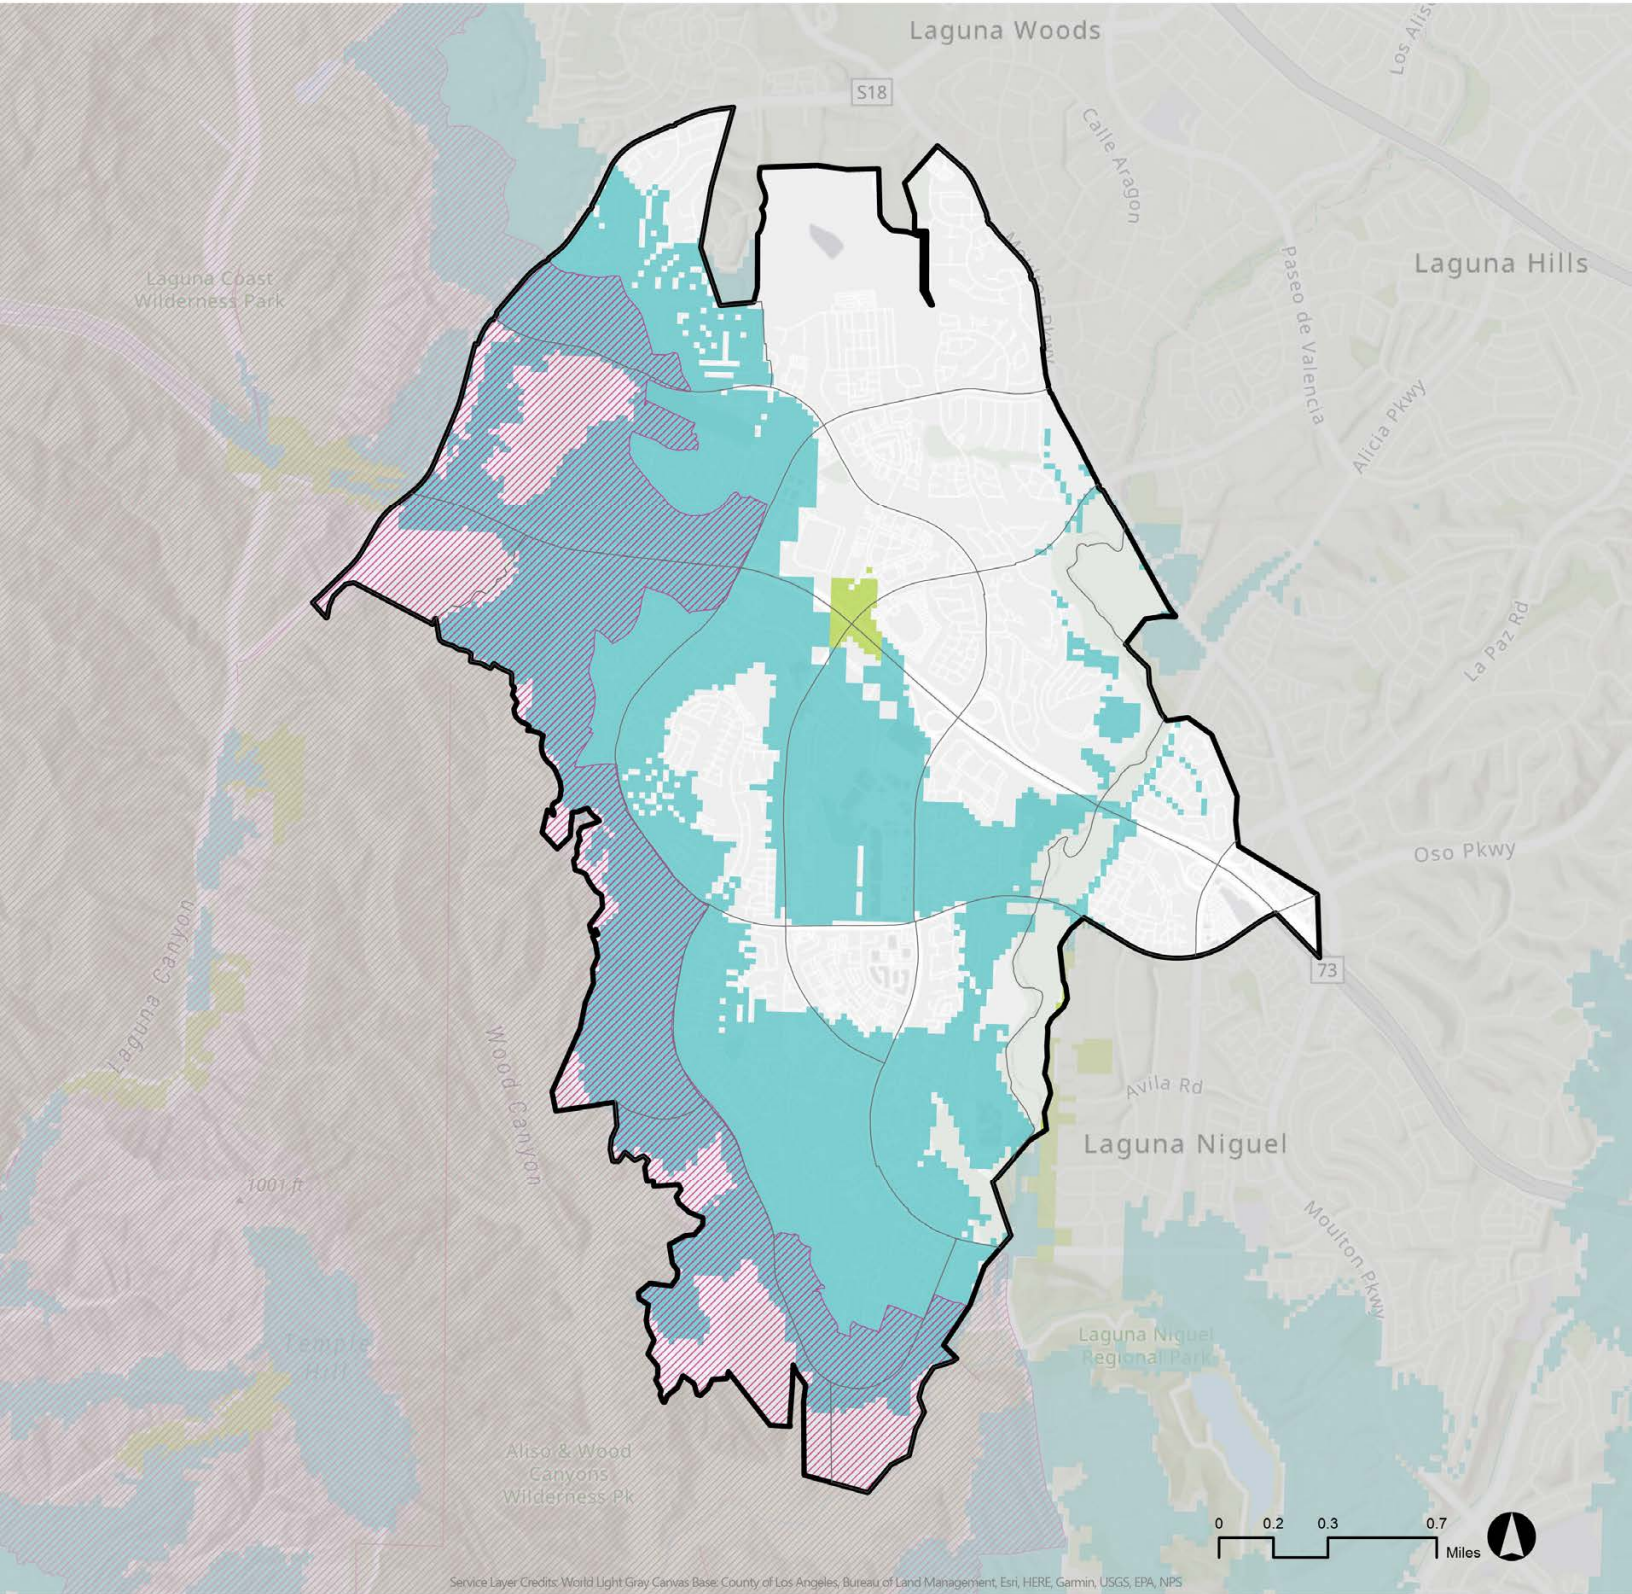 Laguna Woods
Los Alis
S18
Calle Aragon
Laguna Hills
Laguna Coast
Wilderness Park
Paseo de Valencia
Alicia Pkwy
La Paz Rd
Oso Pkwy
Laguna Canyon
73
Wood Canyon
Avila Rd
Laguna Niguel
1001 ft
Moulton Pkwy
Temple
Hill
Laguna Niguel
Regional Park
Aliso & Wood
Canyons
Wilderness Pk
0 0.2 0.3 0.7
Miles
Service Layer Credits: World Light Gray Canvas Base: County of Los Angeles, Bureau of Land Management, Esri, HERE, Garmin, USGS, EPA, NPS